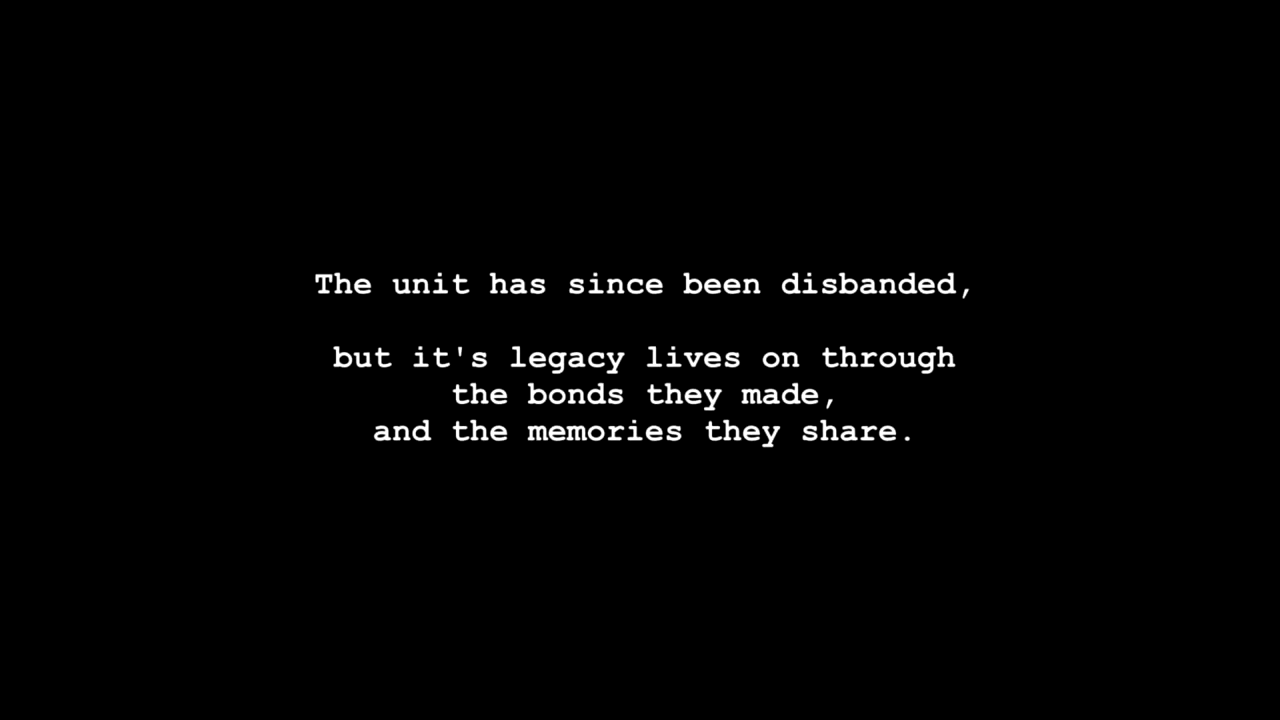 The unit has since been disbanded,
but it's legacy lives on through
the bonds they made,
and the memories they share.